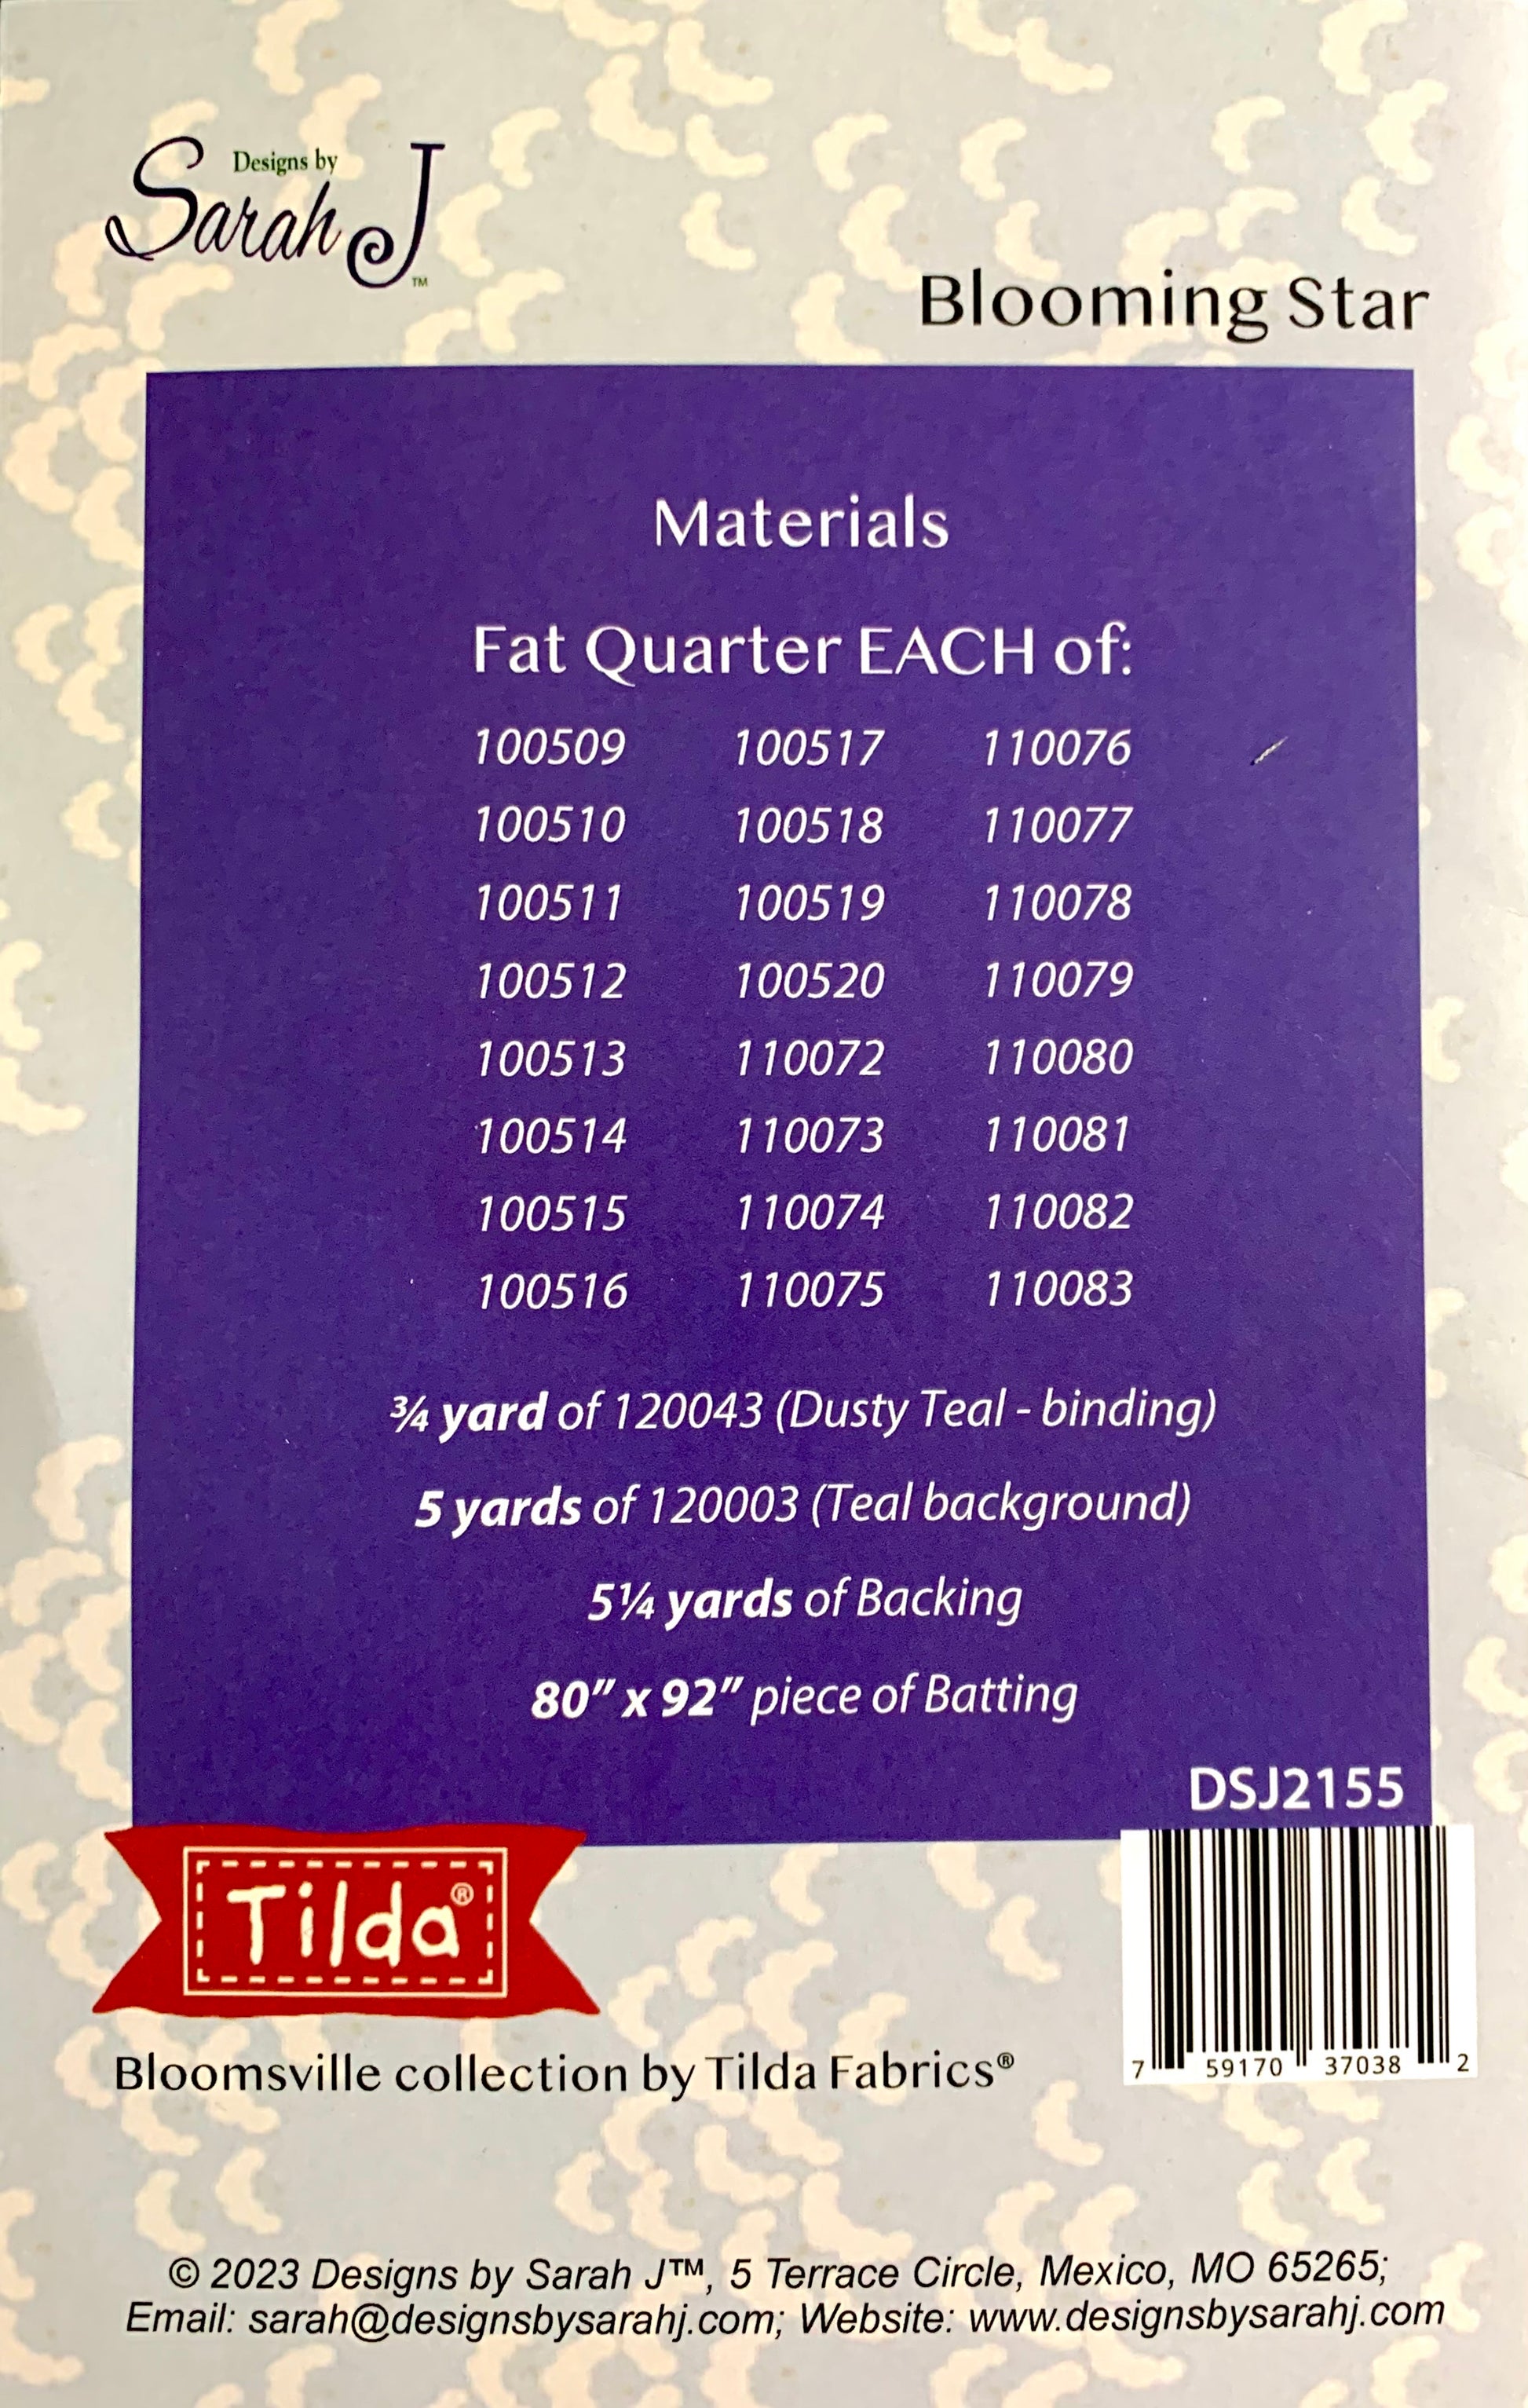 Designs by
Sarah J™
Blooming Star
Materials
Fat Quarter EACH of:
100509 100517 110076
100510 100518 110077
100511 100519 110078
100512 100520 110079
100513 110072 110080
100514 110073 110081
100515 110074 110082
100516 110075 110083
¾ yard of 120043 (Dusty Teal - binding)
5 yards of 120003 (Teal background)
5¼ yards of Backing
80” x 92” piece of Batting
DSJ2155
Tilda®
7 59170 37038 2
Bloomsville collection by Tilda Fabrics®
© 2023 Designs by Sarah J™, 5 Terrace Circle, Mexico, MO 65265;
Email: sarah@designsbysarahj.com; Website: www.designsbysarahj.com